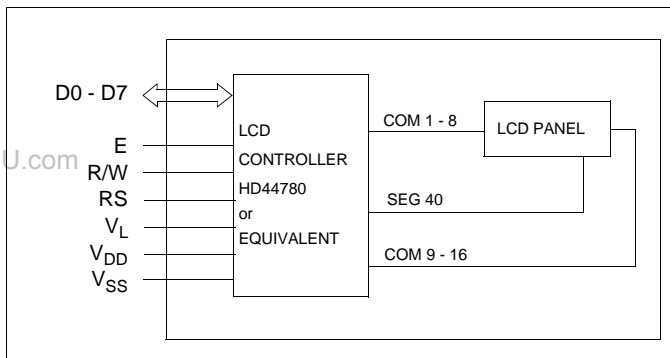 D0 - D7
E
U.com
R/W
RS
VL
VDD
VSS
LCD
CONTROLLER
HD44780
or
EQUIVALENT
COM 1 - 8
LCD PANEL
SEG 40
COM 9 - 16